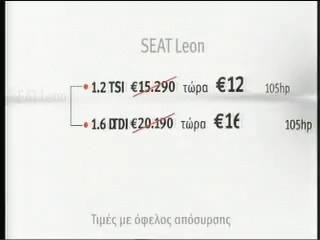 SEAT Leon
1.2 TSI €15.290 τώρα €12 105hp
1.6 TDI €20.190 τώρα €16 105hp
Τιμές με όφελος απόσυρσης